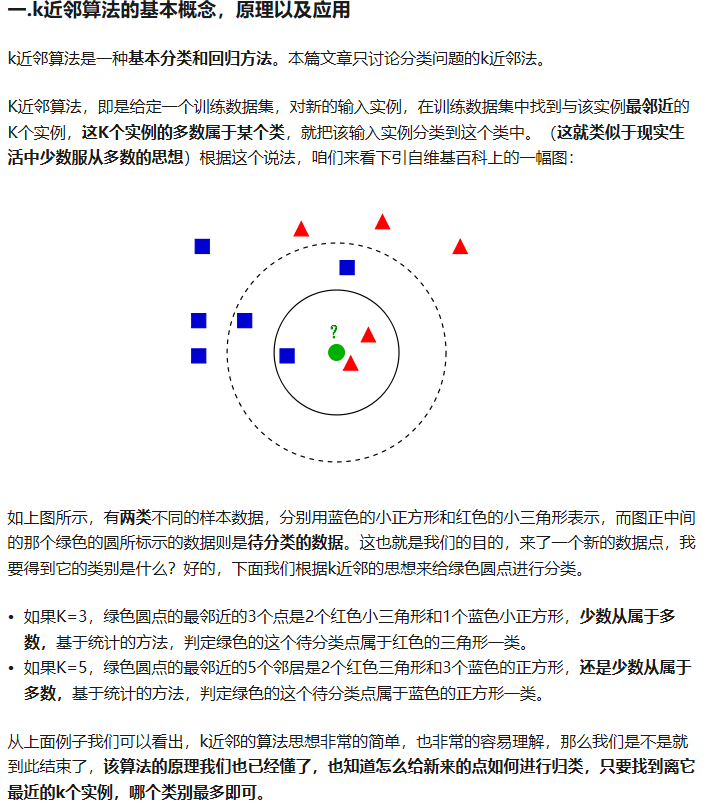 一.k近邻算法的基本概念，原理以及应用
k近邻算法是一种基本分类和回归方法。本篇文章只讨论分类问题的k近邻法。
K近邻算法，即是给定一个训练数据集，对新的输入实例，在训练数据集中找到与该实例最邻近的
K个实例，这K个实例的多数属于某个类，就把该输入实例分类到这个类中。（这就类似于现实生
活中少数服从多数的思想）根据这个说法，咱们来看下引自维基百科上的一幅图：
?
如上图所示，有两类不同的样本数据，分别用蓝色的小正方形和红色的小三角形表示，而图正中间
的那个绿色的圆所标示的数据则是待分类的数据。这也就是我们的目的，来了一个新的数据点，我
要得到它的类别是什么？好的，下面我们根据k近邻的思想来给绿色圆点进行分类。
• 如果K=3，绿色圆点的最邻近的3个点是2个红色小三角形和1个蓝色小正方形，少数从属于多
数，基于统计的方法，判定绿色的这个待分类点属于红色的三角形一类。
• 如果K=5，绿色圆点的最邻近的5个邻居是2个红色三角形和3个蓝色的正方形，还是少数从属于
多数，基于统计的方法，判定绿色的这个待分类点属于蓝色的正方形一类。
从上面例子我们可以看出，k近邻的算法思想非常的简单，也非常的容易理解，那么我们是不是就
到此结束了，该算法的原理我们也已经懂了，也知道怎么给新来的点如何进行归类，只要找到离它
最近的k个实例，哪个类别最多即可。